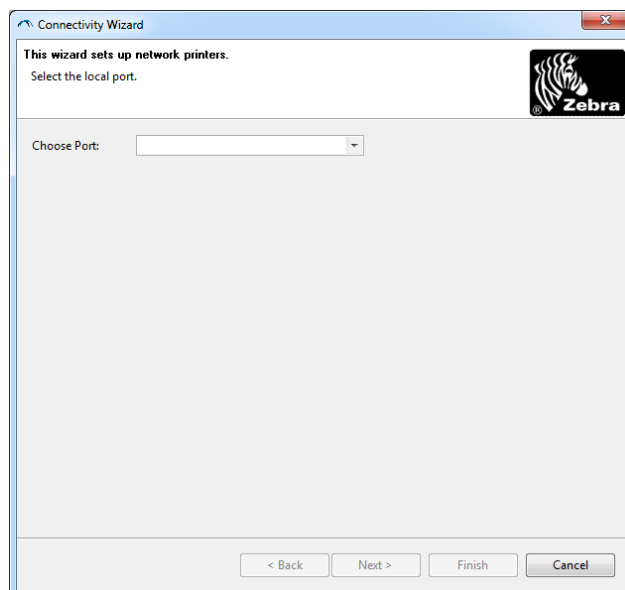 Connectivity Wizard
This wizard sets up network printers.
Select the local port.
® Zebra
Choose Port:
< Back Next > Finish Cancel